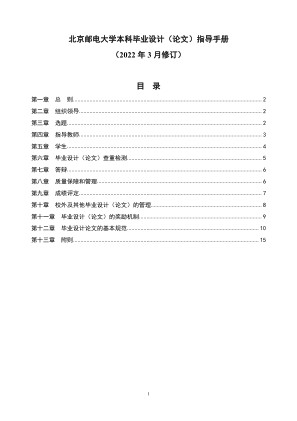 北京邮电大学本科毕业设计（论文）指导手册
（2022 年 3 月修订）
目 录
第一章 总 则 2
第二章 组织领导 2
第三章 选题 2
第四章 指导教师 3
第五章 学生 4
第六章 毕业设计（论文）查重检测 5
第七章 答辩 6
第八章 质量保障和管理 6
第九章 成绩评定 7
第十章 校外及其他毕业设计（论文）的管理 8
第十一章 毕业设计（论文）的奖励机制 9
第十二章 毕业设计论文的基本规范 10
第十三章 附则 15
1